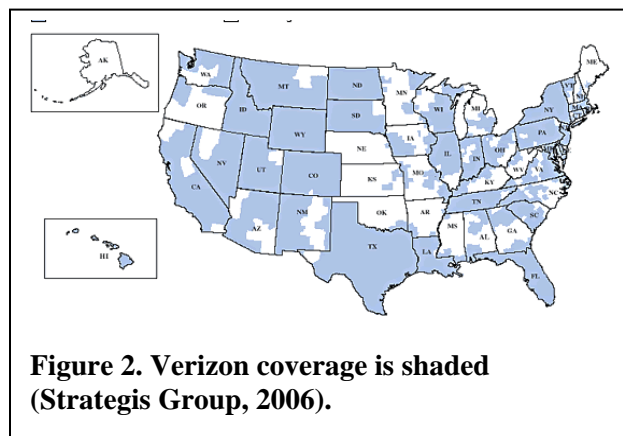 AK
WA
MT
ND
MN
ME
OR
ID
SD
WI
MI
VT
NY
WY
IA
PA
NE
NV
UT
CO
IL
IN
OH
WV
VA
CA
KS
MO
KY
NC
TN
AZ
NM
OK
AR
SC
MS
AL
GA
TX
LA
FL
HI
Figure 2. Verizon coverage is shaded
(Strategis Group, 2006).